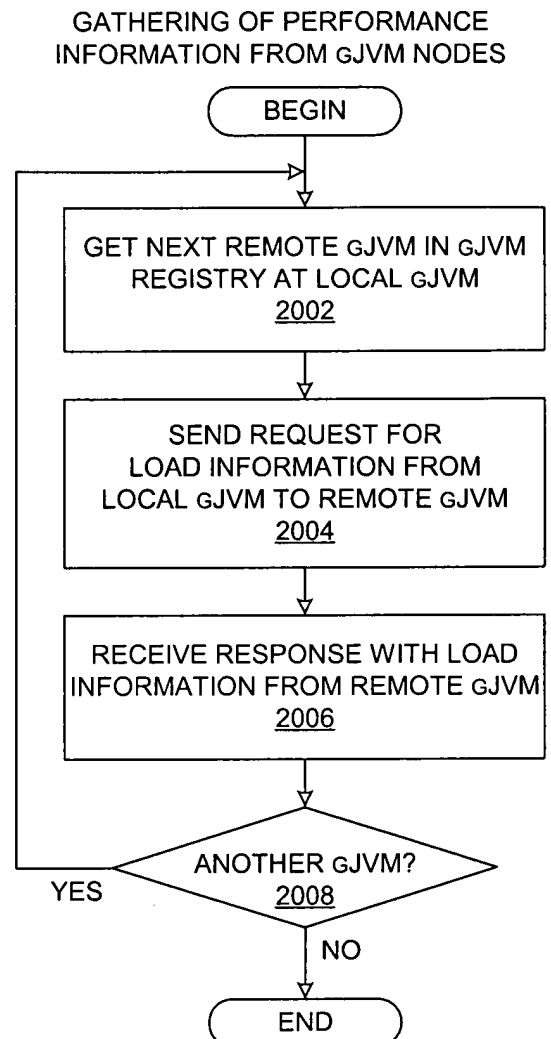 GATHERING OF PERFORMANCE
INFORMATION FROM GJVM NODES
BEGIN
GET NEXT REMOTE GJVM IN GJVM
REGISTRY AT LOCAL GJVM
2002
SEND REQUEST FOR
LOAD INFORMATION FROM
LOCAL GJVM TO REMOTE GJVM
2004
RECEIVE RESPONSE WITH LOAD
INFORMATION FROM REMOTE GJVM
2006
ANOTHER GJVM?
2008
YES
NO
END